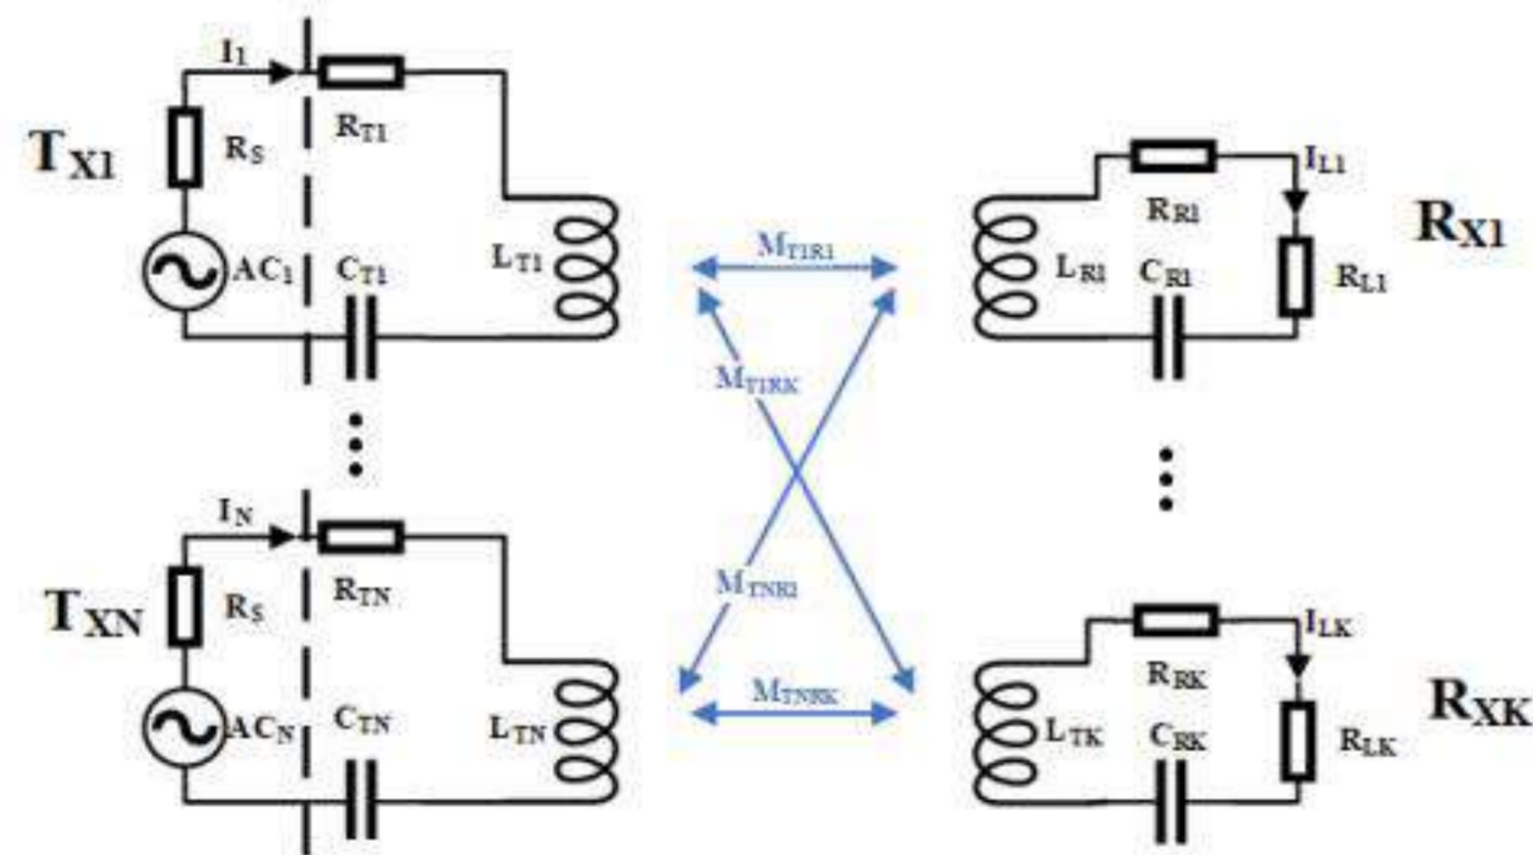 I1
RT1
TX1
RS
AC1
CT1
LT1
MT1R1
MT1RK
MTNR1
MTNRK
IL1
RR1
RX1
LR1
CR1
RL1
IN
RTN
TXN
RS
ACN
CTN
LTN
ILK
RRK
RXK
LTK
CRK
RLK